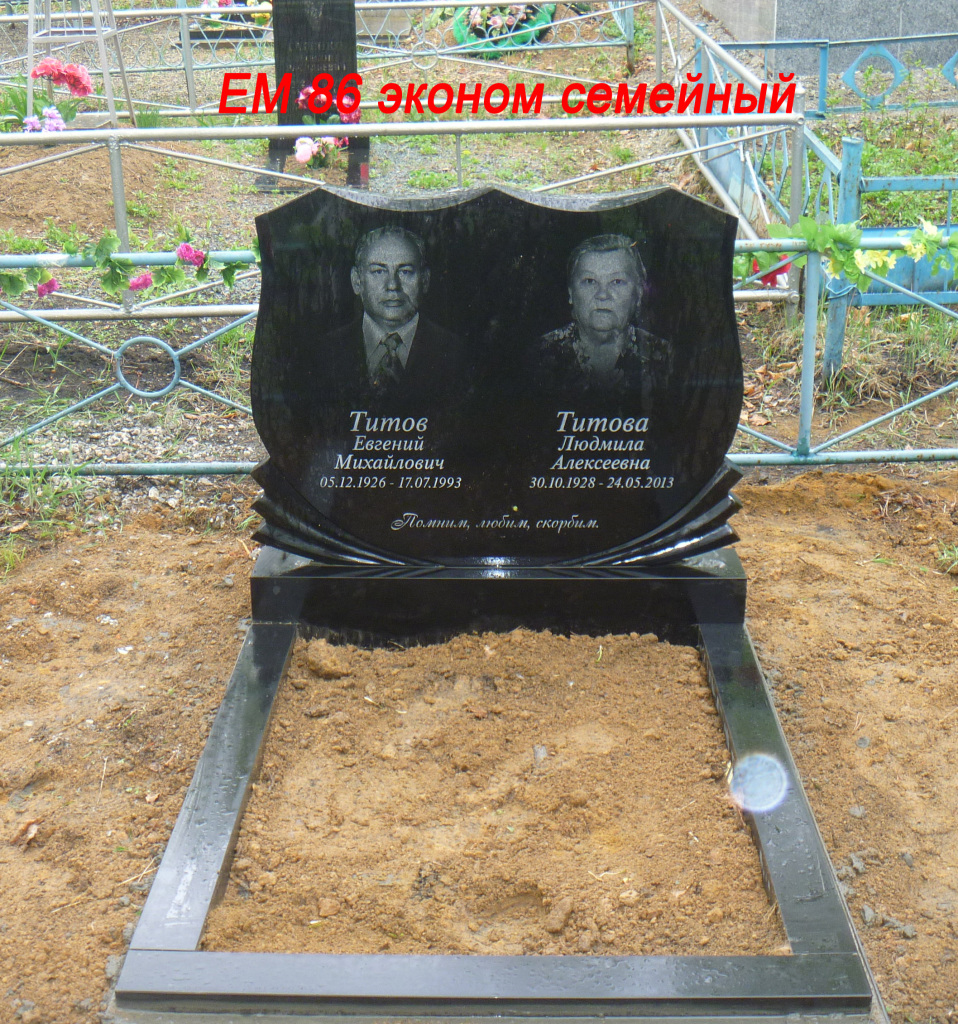 ЕМ 86 эконом семейный
Титов
Евгений
Михайлович
05.12.1926 - 17.07.1993
Титова
Людмила
Алексеевна
30.10.1928 - 24.05.2013
Помним, любим, скорбим.